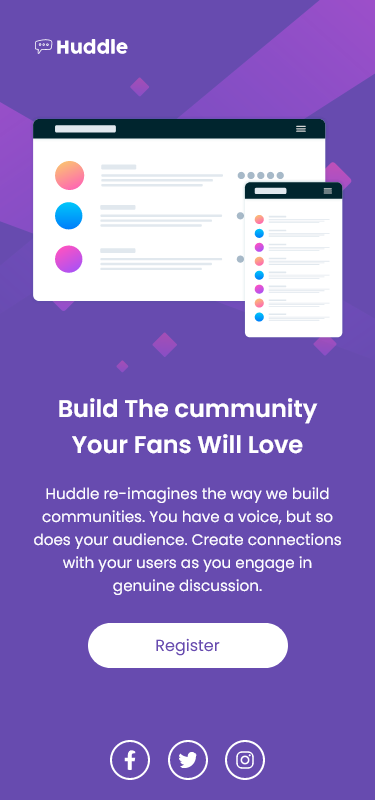 Huddle
Build The cummunity
Your Fans Will Love
Huddle re-imagines the way we build
communities. You have a voice, but so
does your audience. Create connections
with your users as you engage in
genuine discussion.
Register